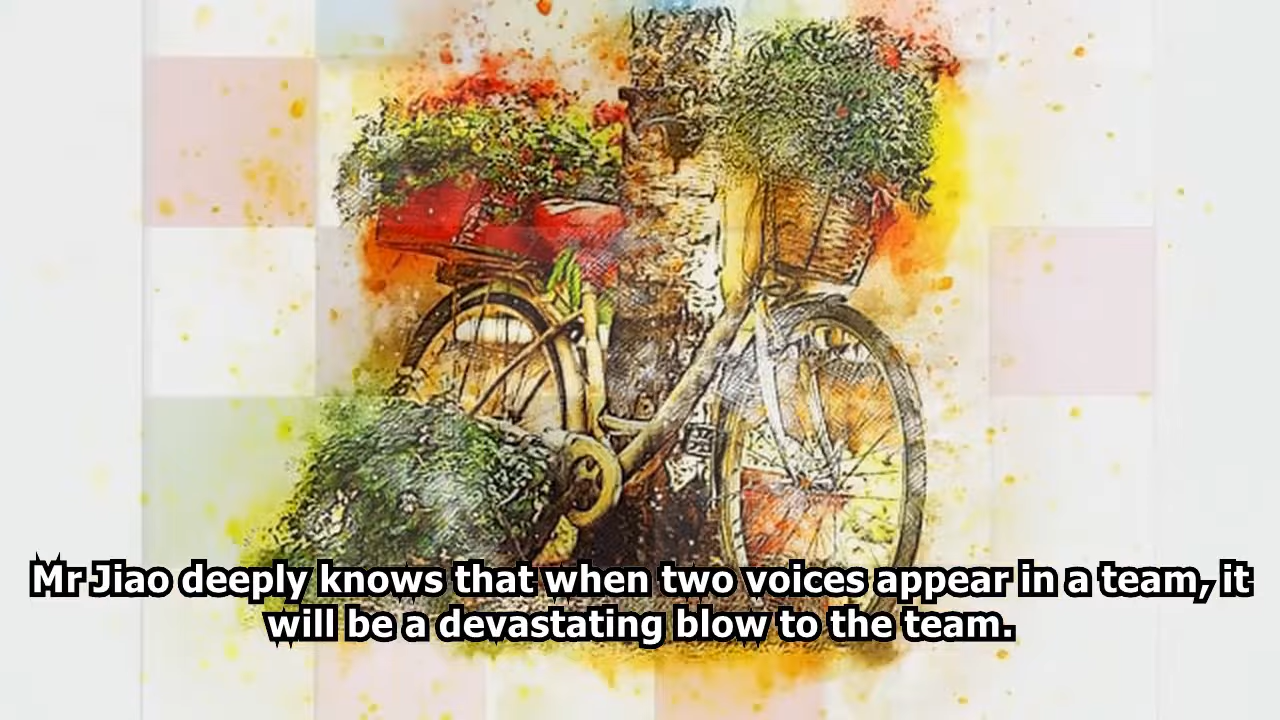 Mr Jiao deeply knows that when two voices appear in a team, it
will be a devastating blow to the team.